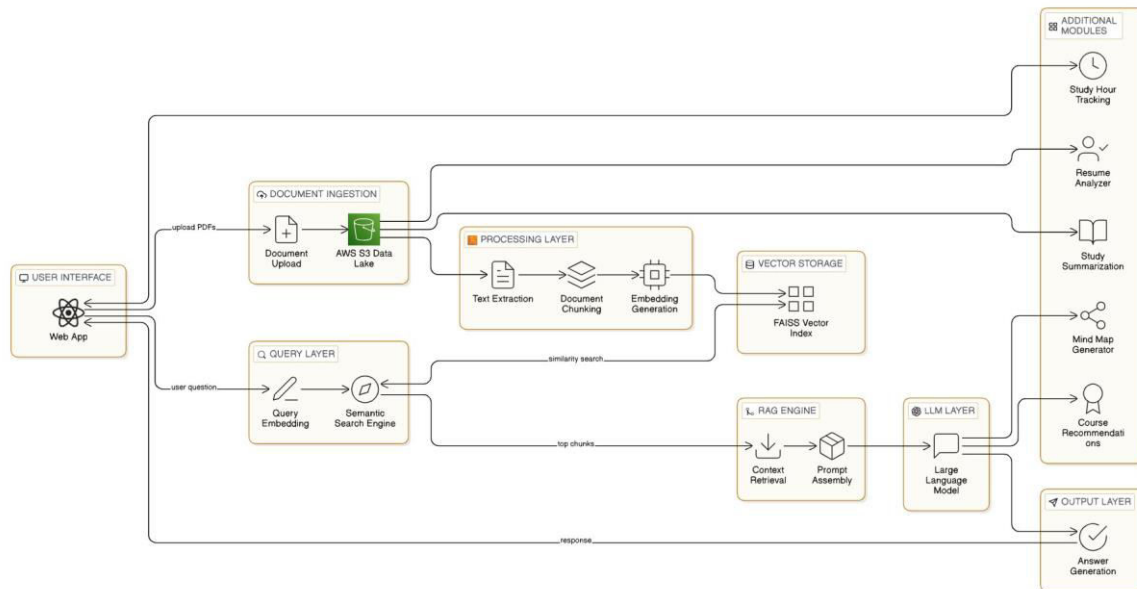 ADDITIONAL
MODULES
Study Hour
Tracking
Resume
Analyzer
Study
Summarization
Mind Map
Generator
Course
Recommendati
ons
DOCUMENT INGESTION
upload PDFs
Document
Upload
AWS S3 Data
Lake
PROCESSING LAYER
Text Extraction
Document
Chunking
Embedding
Generation
VECTOR STORAGE
FAISS Vector
Index
USER INTERFACE
Web App
QUERY LAYER
similarity search
user question
Query
Embedding
Semantic
Search Engine
top chunks
RAG ENGINE
Context
Retrieval
Prompt
Assembly
LLM LAYER
Large
Language
Model
OUTPUT LAYER
Answer
Generation
response